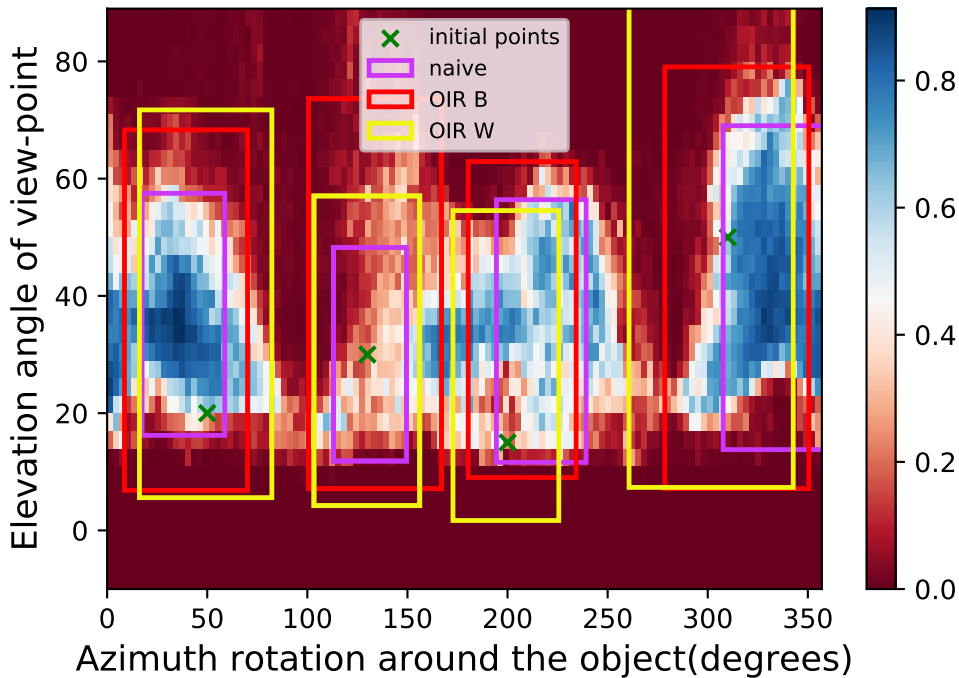 initial points
naive
OIR B
OIR W
Elevation angle of view-point
80
60
40
20
0
0 50 100 150 200 250 300 350
Azimuth rotation around the object(degrees)
0.8
0.6
0.4
0.2
0.0